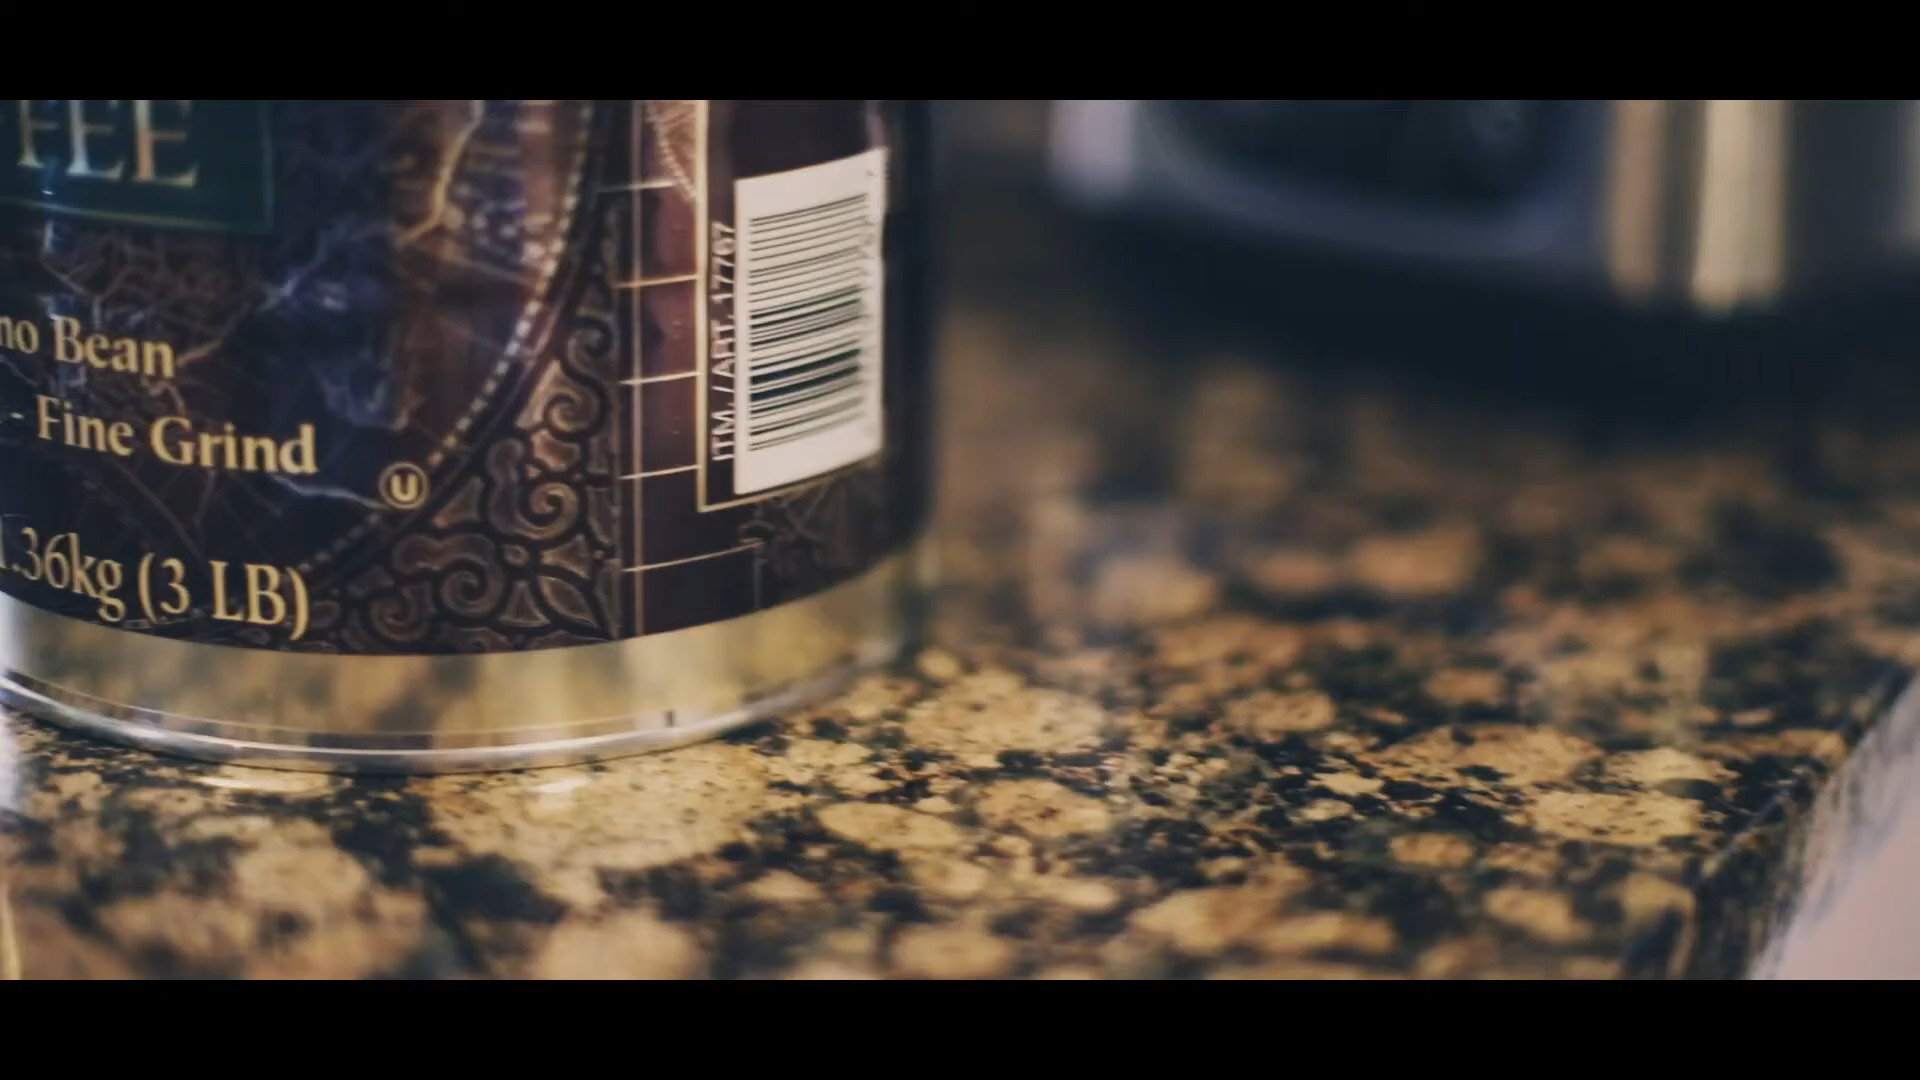 FEE
no Bean
- Fine Grind
U
1.36kg (3 LB)
ITM./ART. 17767